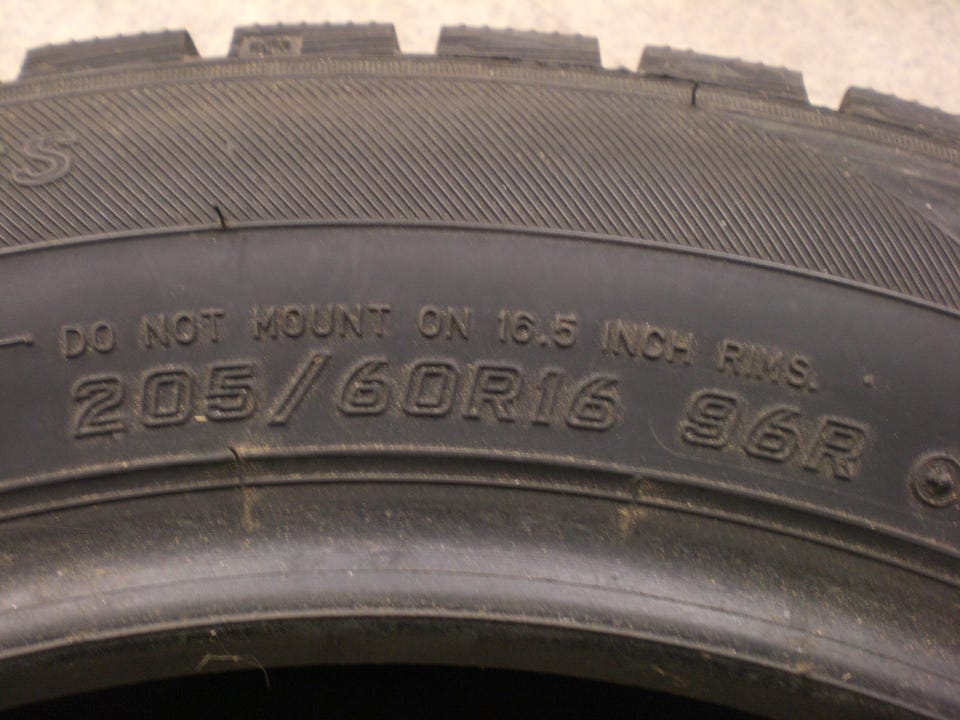 S
DO NOT MOUNT ON 16.5 INCH RIMS.
205/60R16 96R